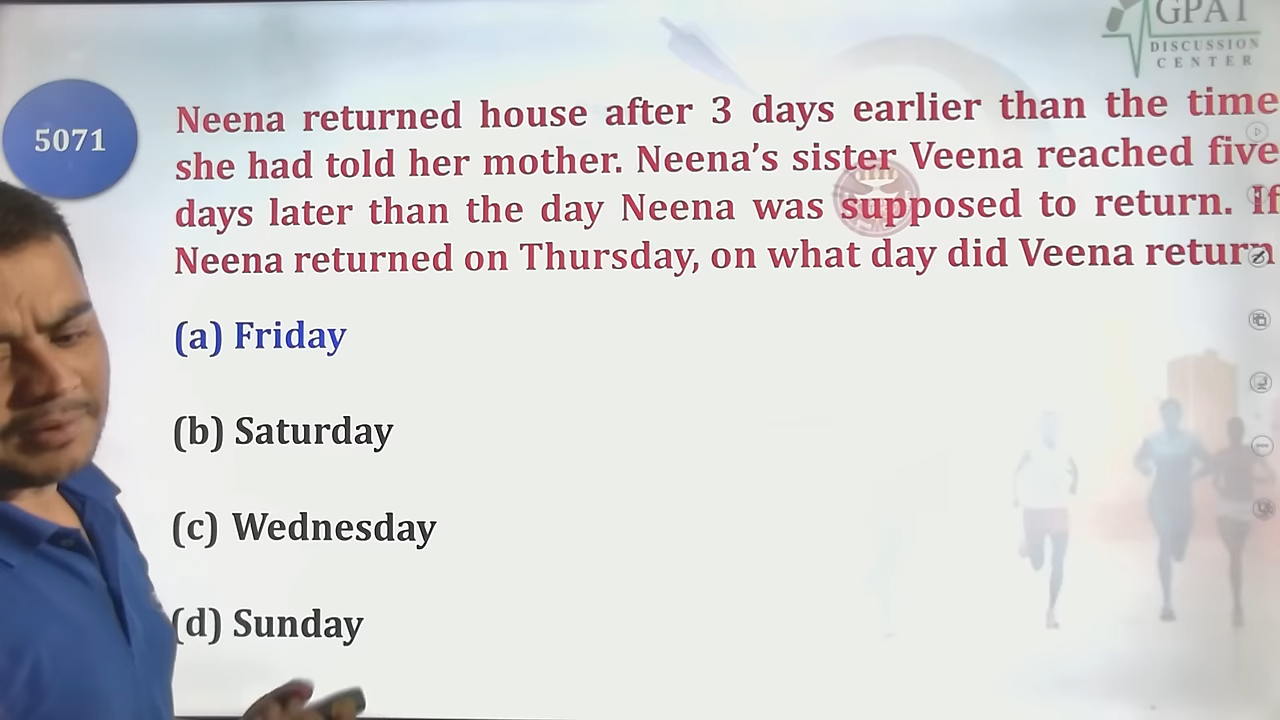 GPAT
DISCUSSION
CENTER
5071
Neena returned house after 3 days earlier than the time
she had told her mother. Neena's sister Veena reached five
days later than the day Neena was supposed to return. If
Neena returned on Thursday, on what day did Veena return
(a) Friday
(b) Saturday
(c) Wednesday
(d) Sunday